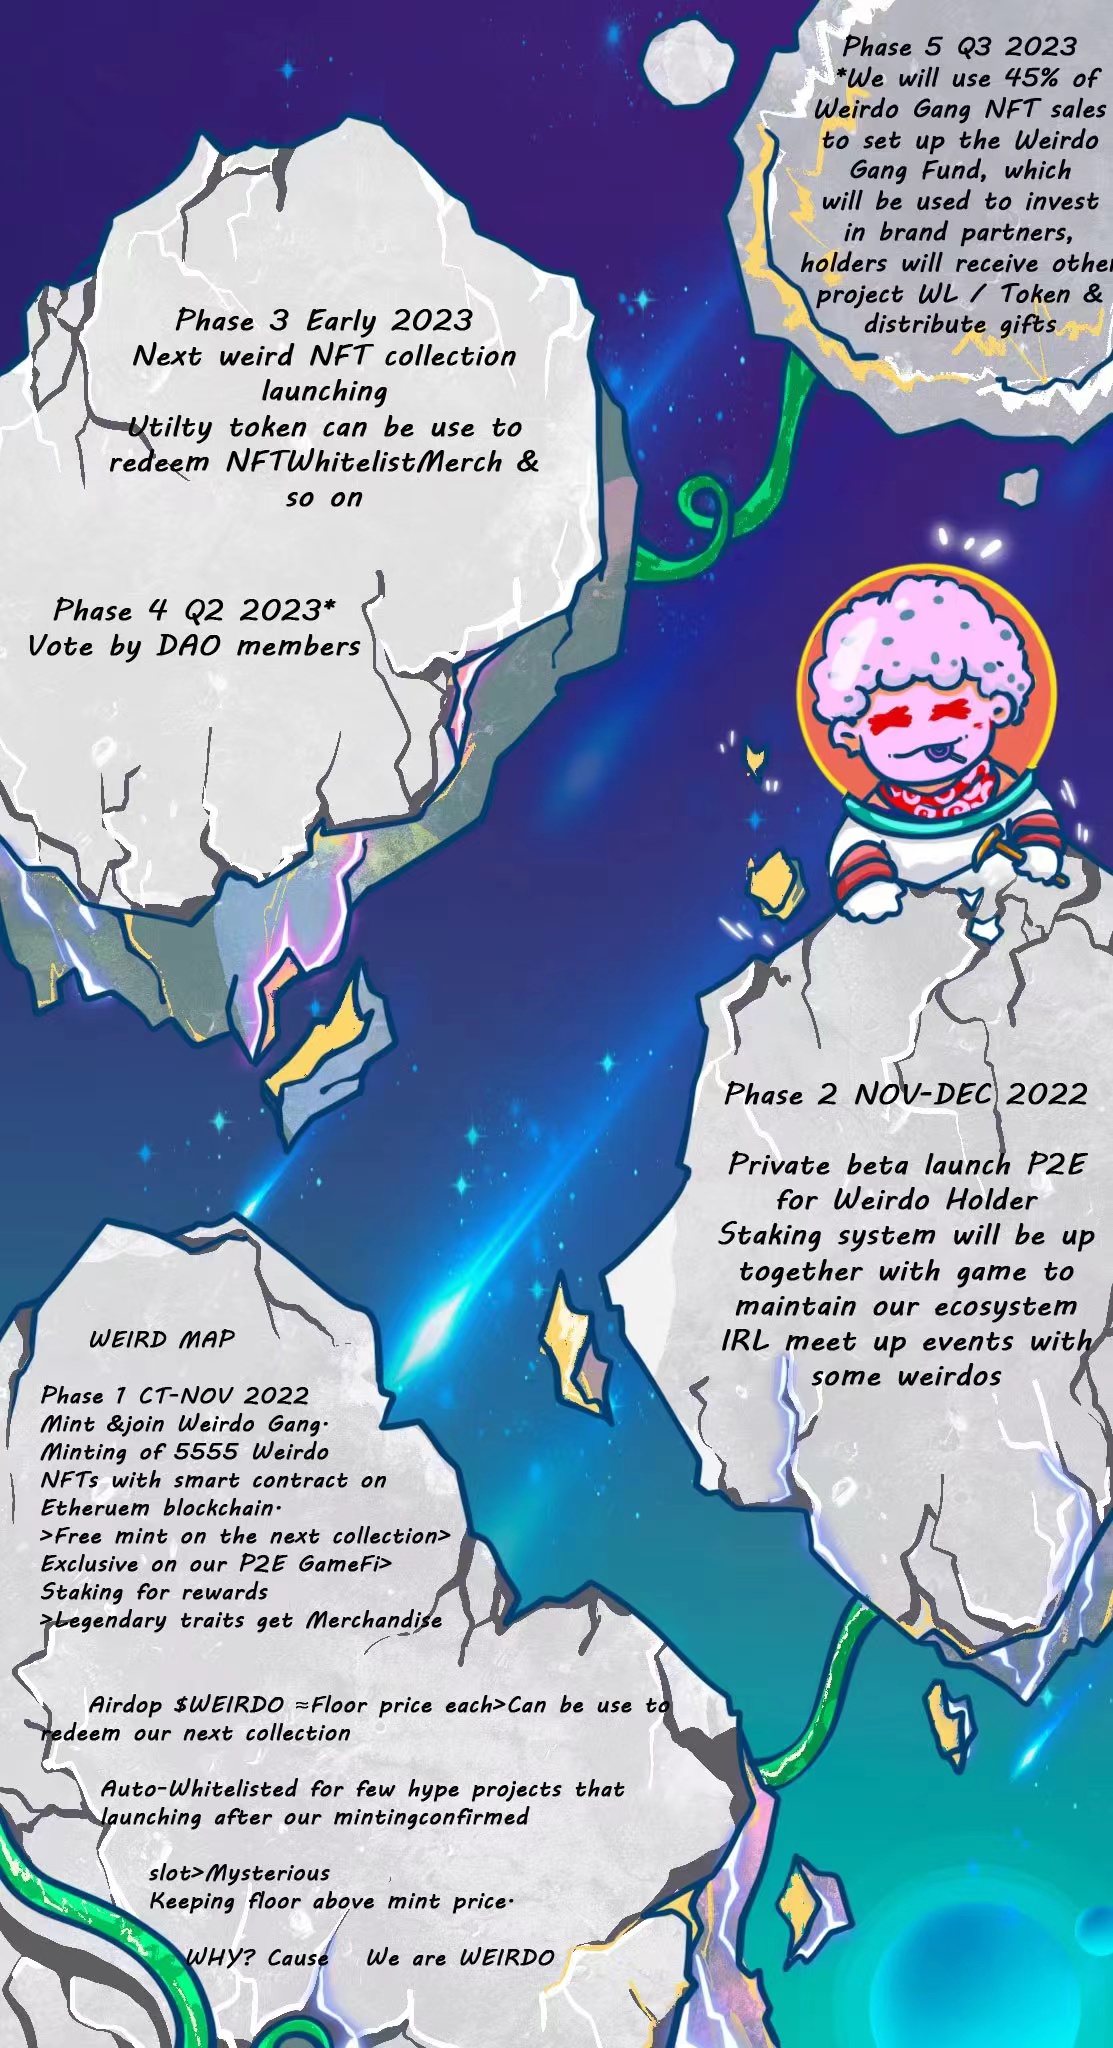 Phase 5 Q3 2023
*We will use 45% of
Weirdo Gang NFT sales
to set up the Weirdo
Gang Fund, which
will be used to invest
in brand partners,
holders will receive other
project WL / Token &
distribute gifts
Phase 3 Early 2023
Next weird NFT collection
launching
Utilty token can be use to
redeem NFTWhitelistMerch &
so on
Phase 4 Q2 2023*
Vote by DAO members
Phase 2 NOV-DEC 2022
Private beta launch P2E
for Weirdo Holder
Staking system will be up
together with game to
maintain our ecosystem
IRL meet up events with
some weirdos
WEIRD MAP
Phase 1 CT-NOV 2022
Mint &join Weirdo Gang·
Minting of 5555 Weirdo
NFTs with smart contract on
Etheruem blockchain·
>Free mint on the next collection>
Exclusive on our P2E GameFi>
Staking for rewards
>Legendary traits get Merchandise
Airdop $WEIRDO ≈Floor price each>Can be use to
redeem our next collection
Auto-Whitelisted for few hype projects that
launching after our mintingconfirmed
slot>Mysterious
Keeping floor above mint price·
WHY? Cause We are WEIRDO